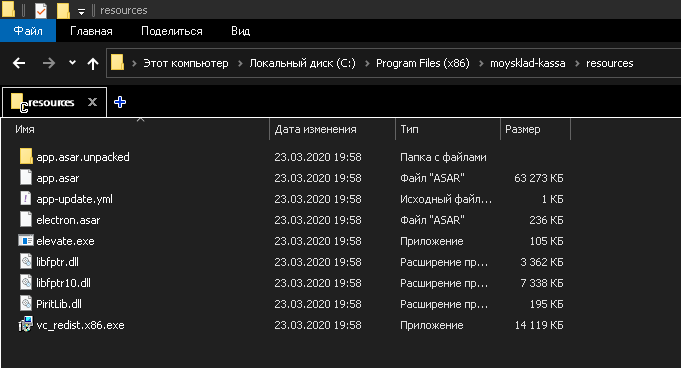 resources
Файл Главная Поделиться Вид
Этот компьютер Локальный диск (C:) Program Files (x86) moysklad-kassa resources
resources
Имя Дата изменения Тип Размер
app.asar.unpacked 23.03.2020 19:58 Папка с файлами
app.asar 23.03.2020 19:58 Файл "ASAR" 63 273 КБ
app-update.yml 23.03.2020 19:58 Исходный файл... 1 КБ
electron.asar 23.03.2020 19:58 Файл "ASAR" 236 КБ
elevate.exe 23.03.2020 19:58 Приложение 105 КБ
libfptr.dll 23.03.2020 19:58 Расширение пр... 3 362 КБ
libfptr10.dll 23.03.2020 19:58 Расширение пр... 7 338 КБ
PiritLib.dll 23.03.2020 19:58 Расширение пр... 195 КБ
vc_redist.x86.exe 23.03.2020 19:58 Приложение 14 119 КБ